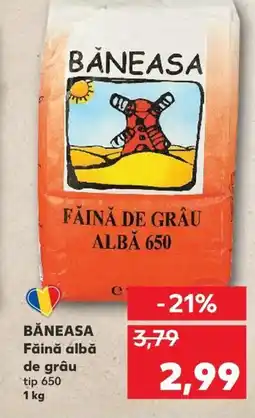 BĂNEASA
FĂINĂ DE GRÂU
ALBĂ 650
e
BĂNEASA
Făină albă
de grâu
tip 650
1 kg
-21%
3,79
2,99